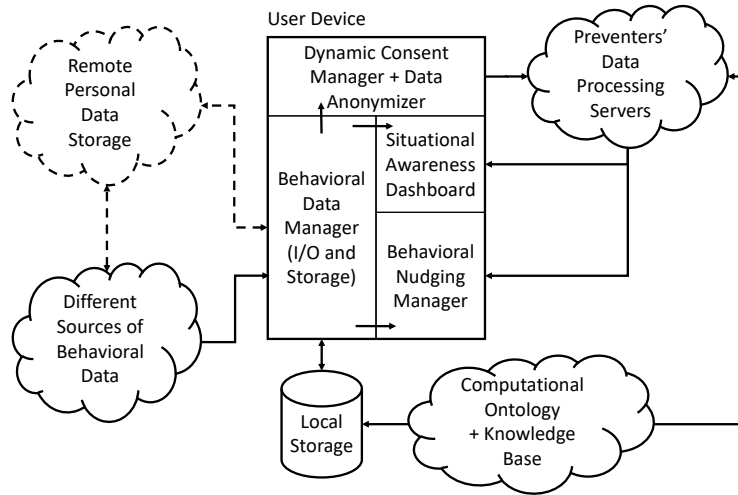 User Device
Dynamic Consent
Manager + Data
Anonymizer
Preventers’
Data
Processing
Servers
Remote
Personal
Data
Storage
Situational
Awareness
Dashboard
Behavioral
Data
Manager
(I/O and
Storage)
Behavioral
Nudging
Manager
Different
Sources of
Behavioral
Data
Local
Storage
Computational
Ontology
+ Knowledge
Base